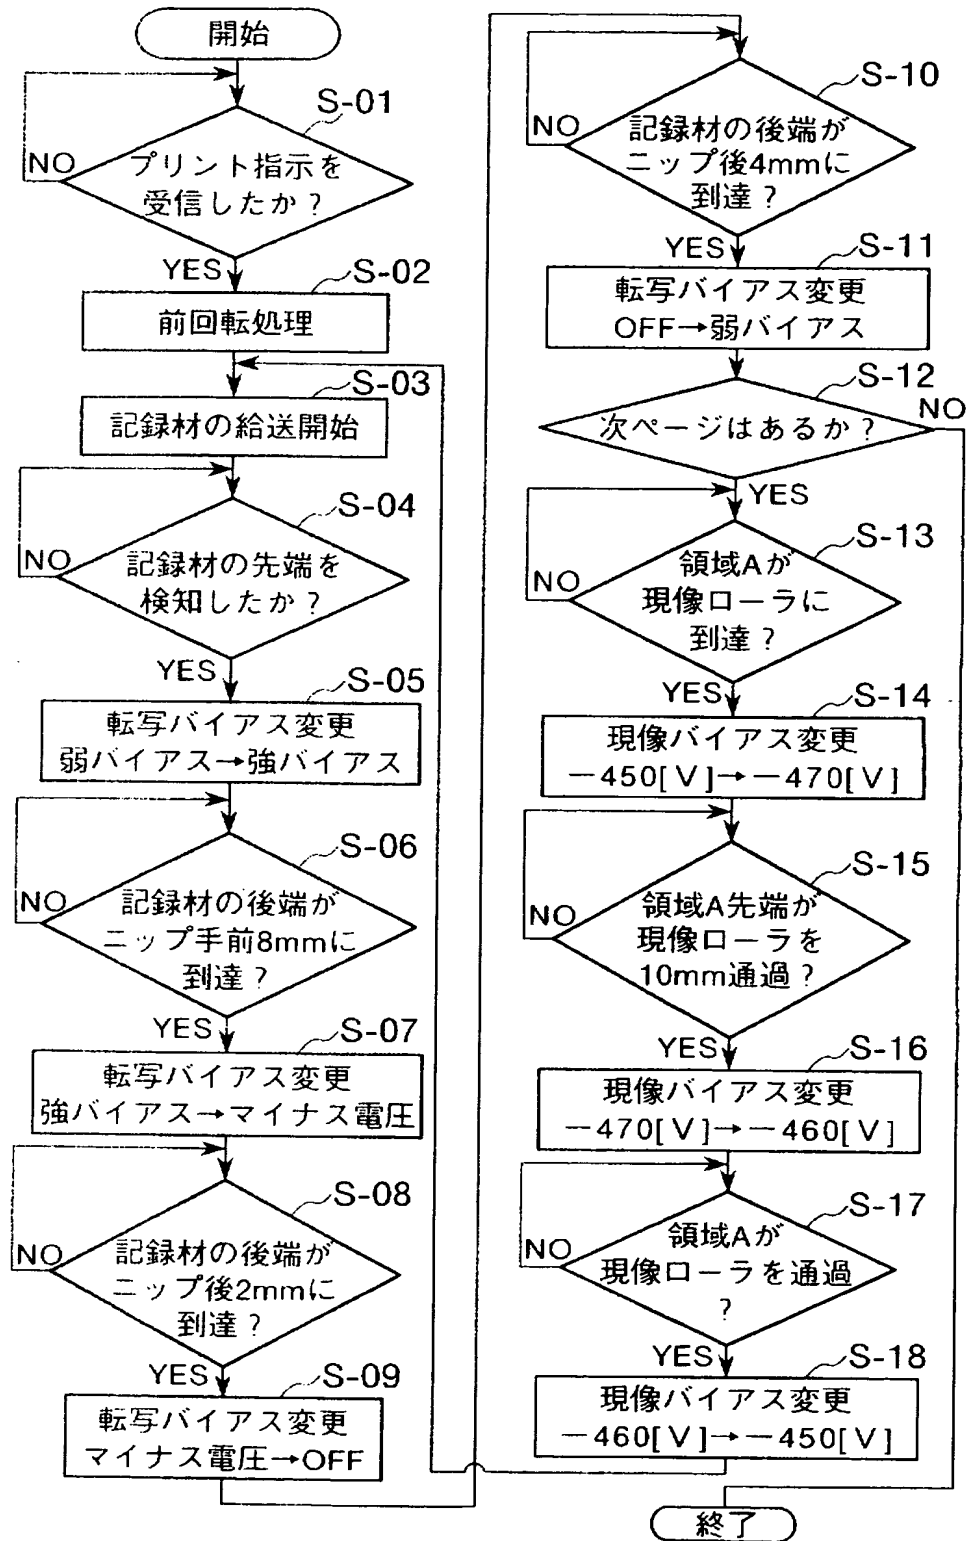 開始
S-01
プリント指示を
受信したか？
NO
YES
S-02
前回転処理
S-03
記録材の給送開始
S-04
記録材の先端を
検知したか？
NO
YES
S-05
転写バイアス変更
弱バイアス→強バイアス
S-06
記録材の後端が
ニップ手前8mmに
到達？
NO
YES
S-07
転写バイアス変更
強バイアス→マイナス電圧
S-08
記録材の後端が
ニップ後2mmに
到達？
NO
YES
S-09
転写バイアス変更
マイナス電圧→OFF
S-10
記録材の後端が
ニップ後4mmに
到達？
NO
YES
S-11
転写バイアス変更
OFF→弱バイアス
S-12
次ページはあるか？
NO
YES
S-13
領域Aが
現像ローラに
到達？
NO
YES
S-14
現像バイアス変更
−450[V]→−470[V]
S-15
領域A先端が
現像ローラを
10mm通過？
NO
YES
S-16
現像バイアス変更
−470[V]→−460[V]
S-17
領域Aが
現像ローラを通過
？
NO
YES
S-18
現像バイアス変更
−460[V]→−450[V]
終了